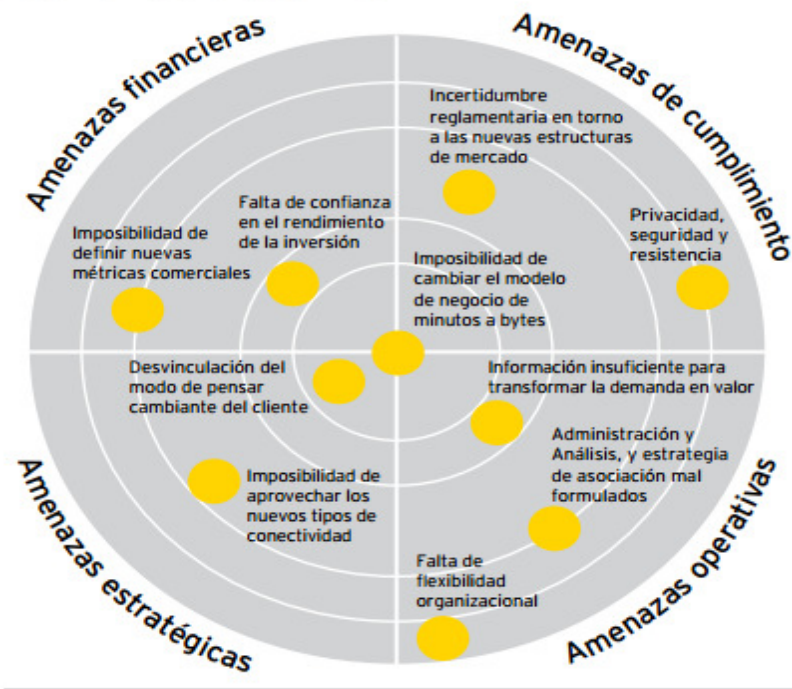 Amenazas financieras
Amenazas de cumplimiento
Incertidumbre
reglamentaria en torno
a las nuevas estructuras
de mercado
Falta de confianza
en el rendimiento
de la inversión
Imposibilidad de
definir nuevas
métricas comerciales
Privacidad,
seguridad y
resistencia
Imposibilidad de
cambiar el modelo
de negocio de
minutos a bytes
Desvinculación del
modo de pensar
cambiante del cliente
Información insuficiente para
transformar la demanda en valor
Administración y
Análisis, y estrategia
de asociación mal
formulados
Imposibilidad de
aprovechar los
nuevos tipos de
conectividad
Falta de
flexibilidad
organizacional
Amenazas estratégicas
Amenazas operativas